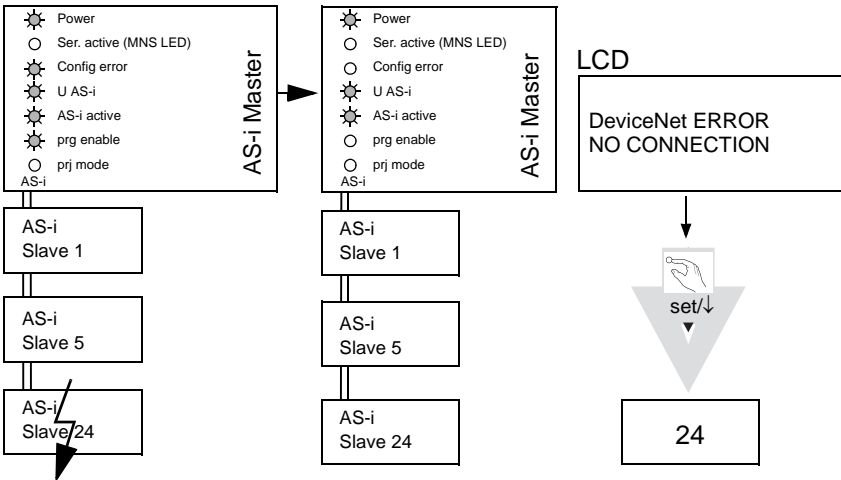 Power
Ser. active (MNS LED)
Config error
U AS-i
AS-i active
prg enable
prj mode
AS-i
AS-i Master
AS-i
Slave 1
AS-i
Slave 5
AS-i
Slave 24
Power
Ser. active (MNS LED)
Config error
U AS-i
AS-i active
prg enable
prj mode
AS-i
AS-i Master
AS-i
Slave 1
AS-i
Slave 5
AS-i
Slave 24
LCD
DeviceNet ERROR
NO CONNECTION
set/↓
24